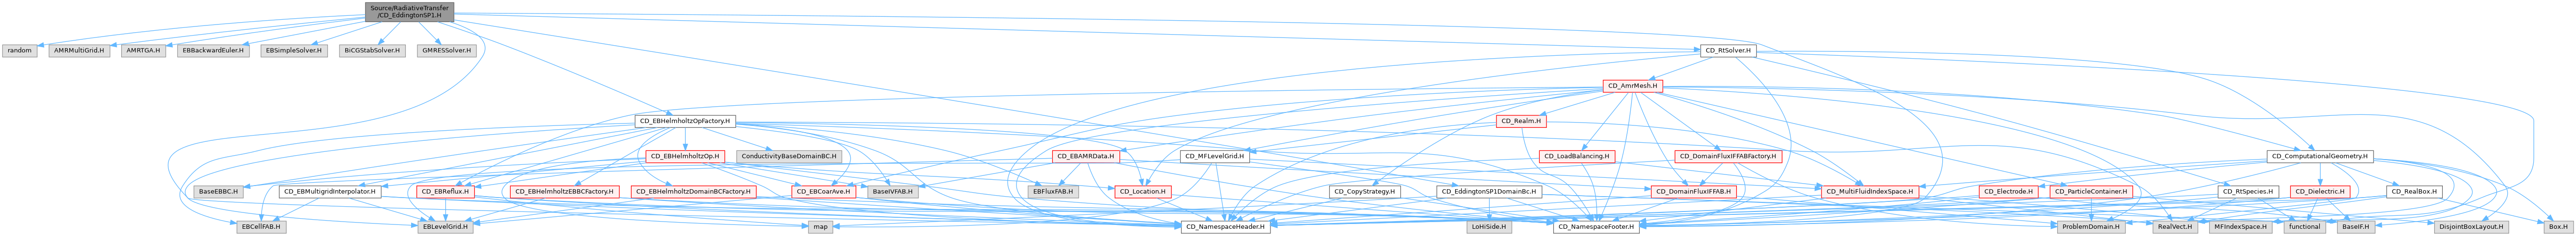 Source/RadiativeTransfer
/CD_EddingtonSP1.H
random
AMRMultiGrid.H
AMRTGA.H
EBBackwardEuler.H
EBSimpleSolver.H
BiCGStabSolver.H
GMRESSolver.H
CD_RtSolver.H
CD_AmrMesh.H
CD_EBHelmholtzOpFactory.H
CD_Realm.H
CD_EBHelmholtzOp.H
ConductivityBaseDomainBC.H
CD_EBAMRData.H
CD_MFLevelGrid.H
CD_LoadBalancing.H
CD_DomainFluxIFFABFactory.H
CD_ComputationalGeometry.H
BaseEBBC.H
CD_EBMultigridInterpolator.H
CD_EBReflux.H
CD_EBHelmholtzEBBCFactory.H
CD_EBHelmholtzDomainBCFactory.H
CD_EBCoarAve.H
BaseIVFAB.H
EBFluxFAB.H
CD_Location.H
CD_CopyStrategy.H
CD_EddingtonSP1DomainBc.H
CD_DomainFluxIFFAB.H
CD_MultiFluidIndexSpace.H
CD_Electrode.H
CD_ParticleContainer.H
CD_RtSpecies.H
CD_Dielectric.H
CD_RealBox.H
EBCellFAB.H
EBLevelGrid.H
map
CD_NamespaceHeader.H
LoHiSide.H
CD_NamespaceFooter.H
ProblemDomain.H
RealVect.H
MFIndexSpace.H
functional
BaseIF.H
DisjointBoxLayout.H
Box.H